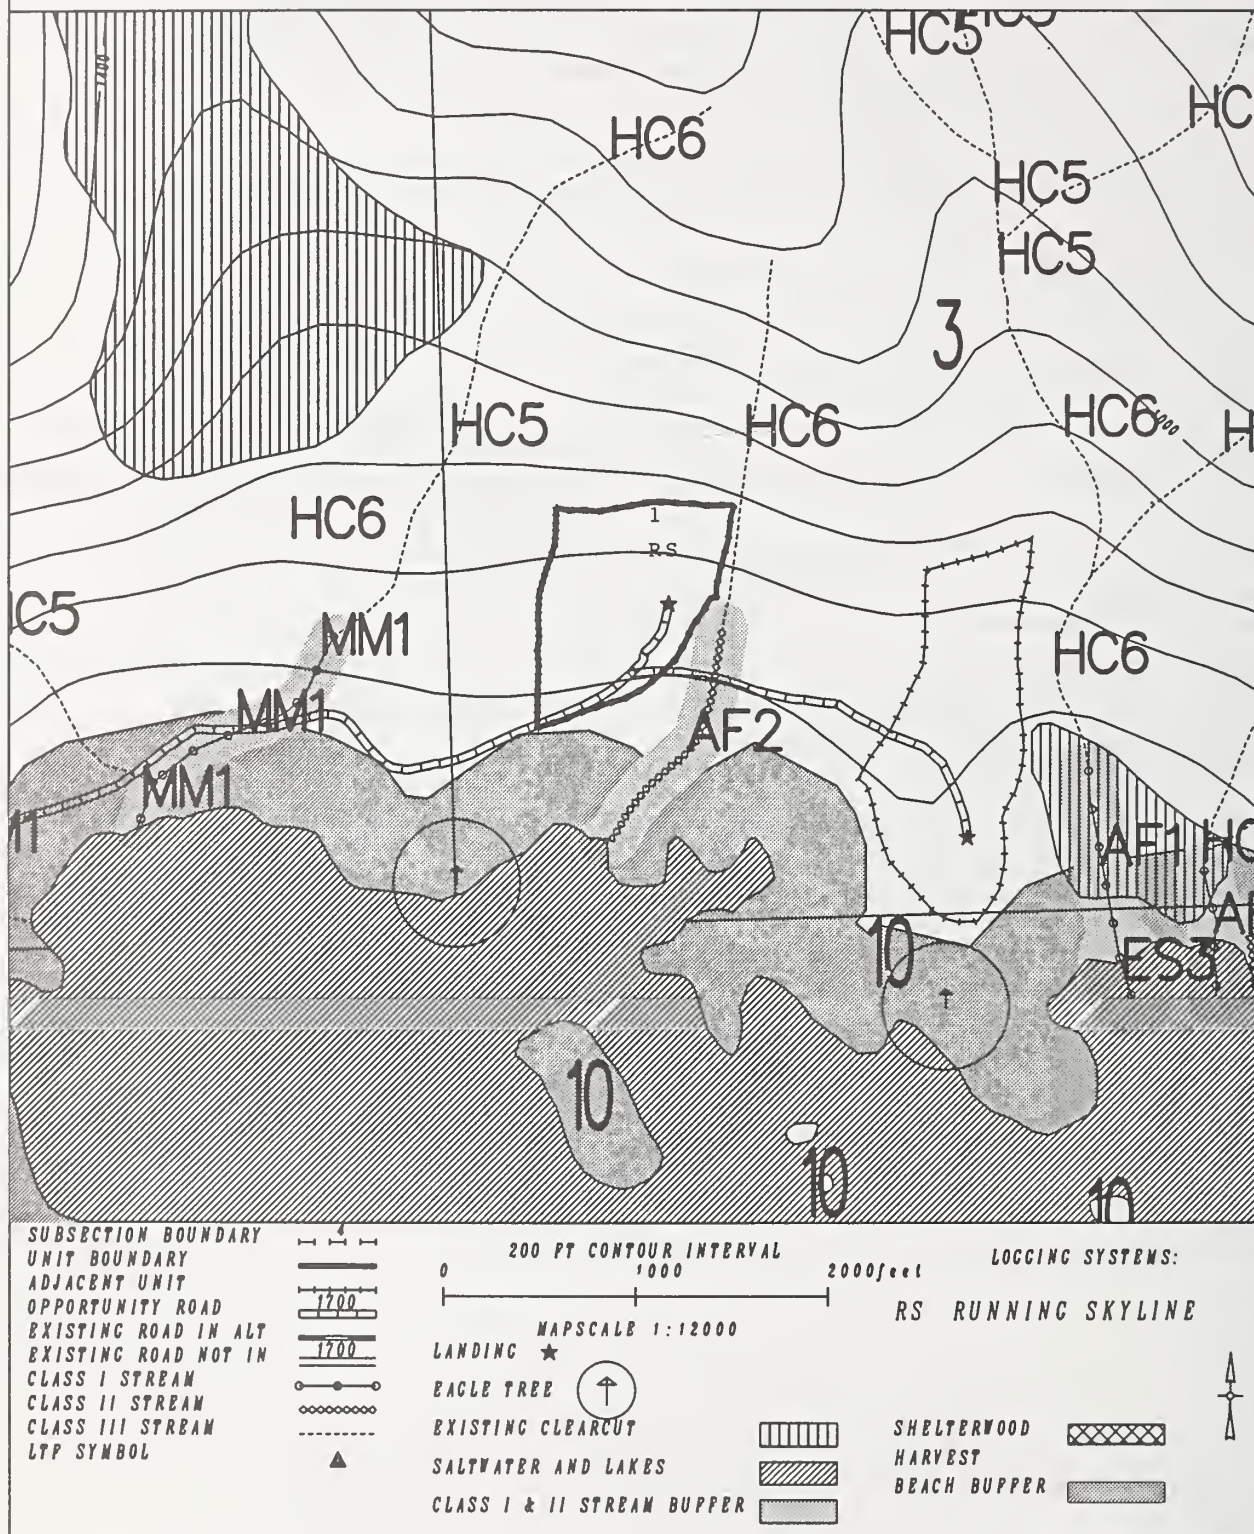 HC5
HC
1400
HC6
HC5
HC5
3
HC5
HC6
HC6
HC6
1
RS
HC5
MM1
HC6
MM1
AF2
MM1
AF1
10
ES3
10
10
10
SUBSECTION BOUNDARY 4
UNIT BOUNDARY
ADJACENT UNIT
OPPORTUNITY ROAD 1700
EXISTING ROAD IN ALT
EXISTING ROAD NOT IN 1700
CLASS I STREAM
CLASS II STREAM
CLASS III STREAM
LTF SYMBOL
200 FT CONTOUR INTERVAL
0 1000 2000feet
MAPSCALE 1:12000
LANDING
EAGLE TREE
EXISTING CLEARCUT
SALTWATER AND LAKES
CLASS I & II STREAM BUFFER
LOGGING SYSTEMS:
RS RUNNING SKYLINE
SHELTERWOOD
HARVEST
BEACH BUFFER